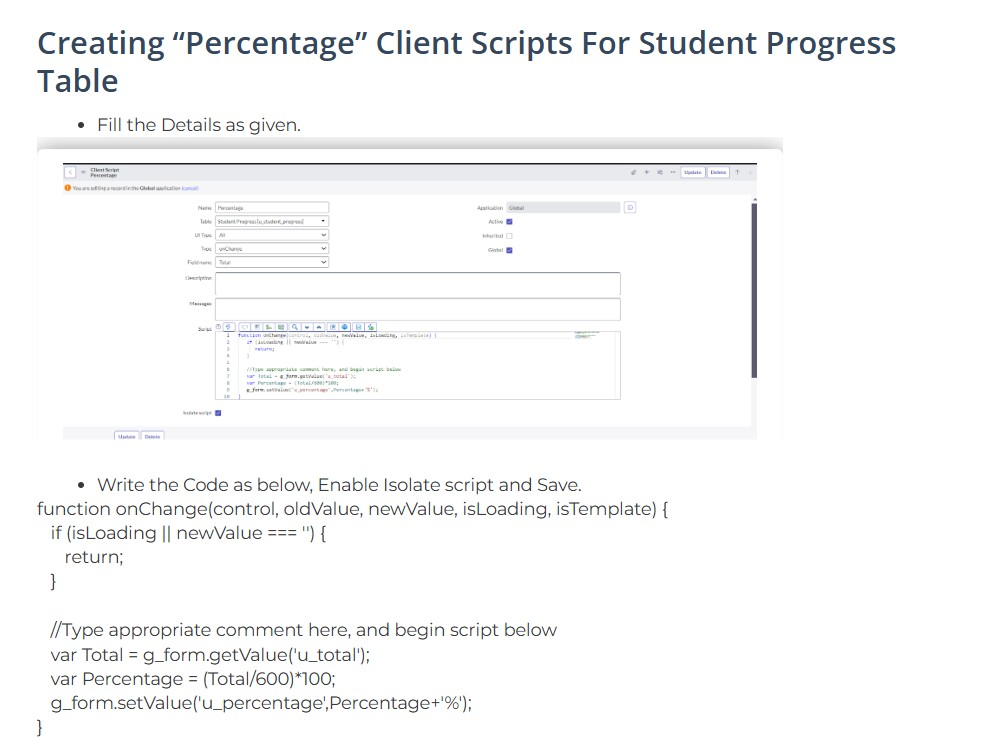 Creating “Percentage” Client Scripts For Student Progress
Table
• Fill the Details as given.
Client Script
Percentage
Update
Delete
You are editing a record in the Global application (cancel)
Name
Percentage
Application
Global
Table
Student Progress [u_student_progress]
Active
UI Type
All
Inherited
Type
onChange
Global
Field name
Total
Description
Messages
Script
1 function onChange(control, oldValue, newValue, isLoading, isTemplate) {
2 if (isLoading || newValue === '') {
3 return;
4 }
5
6 //Type appropriate comment here, and begin script below
7 var Total = g_form.getValue('u_total');
8 var Percentage = (Total/600)*100;
9 g_form.setValue('u_percentage',Percentage+'%');
10 }
Isolate script
Update
Delete
• Write the Code as below, Enable Isolate script and Save.
function onChange(control, oldValue, newValue, isLoading, isTemplate) {
if (isLoading || newValue === '') {
return;
}
//Type appropriate comment here, and begin script below
var Total = g_form.getValue('u_total');
var Percentage = (Total/600)*100;
g_form.setValue('u_percentage',Percentage+'%');
}